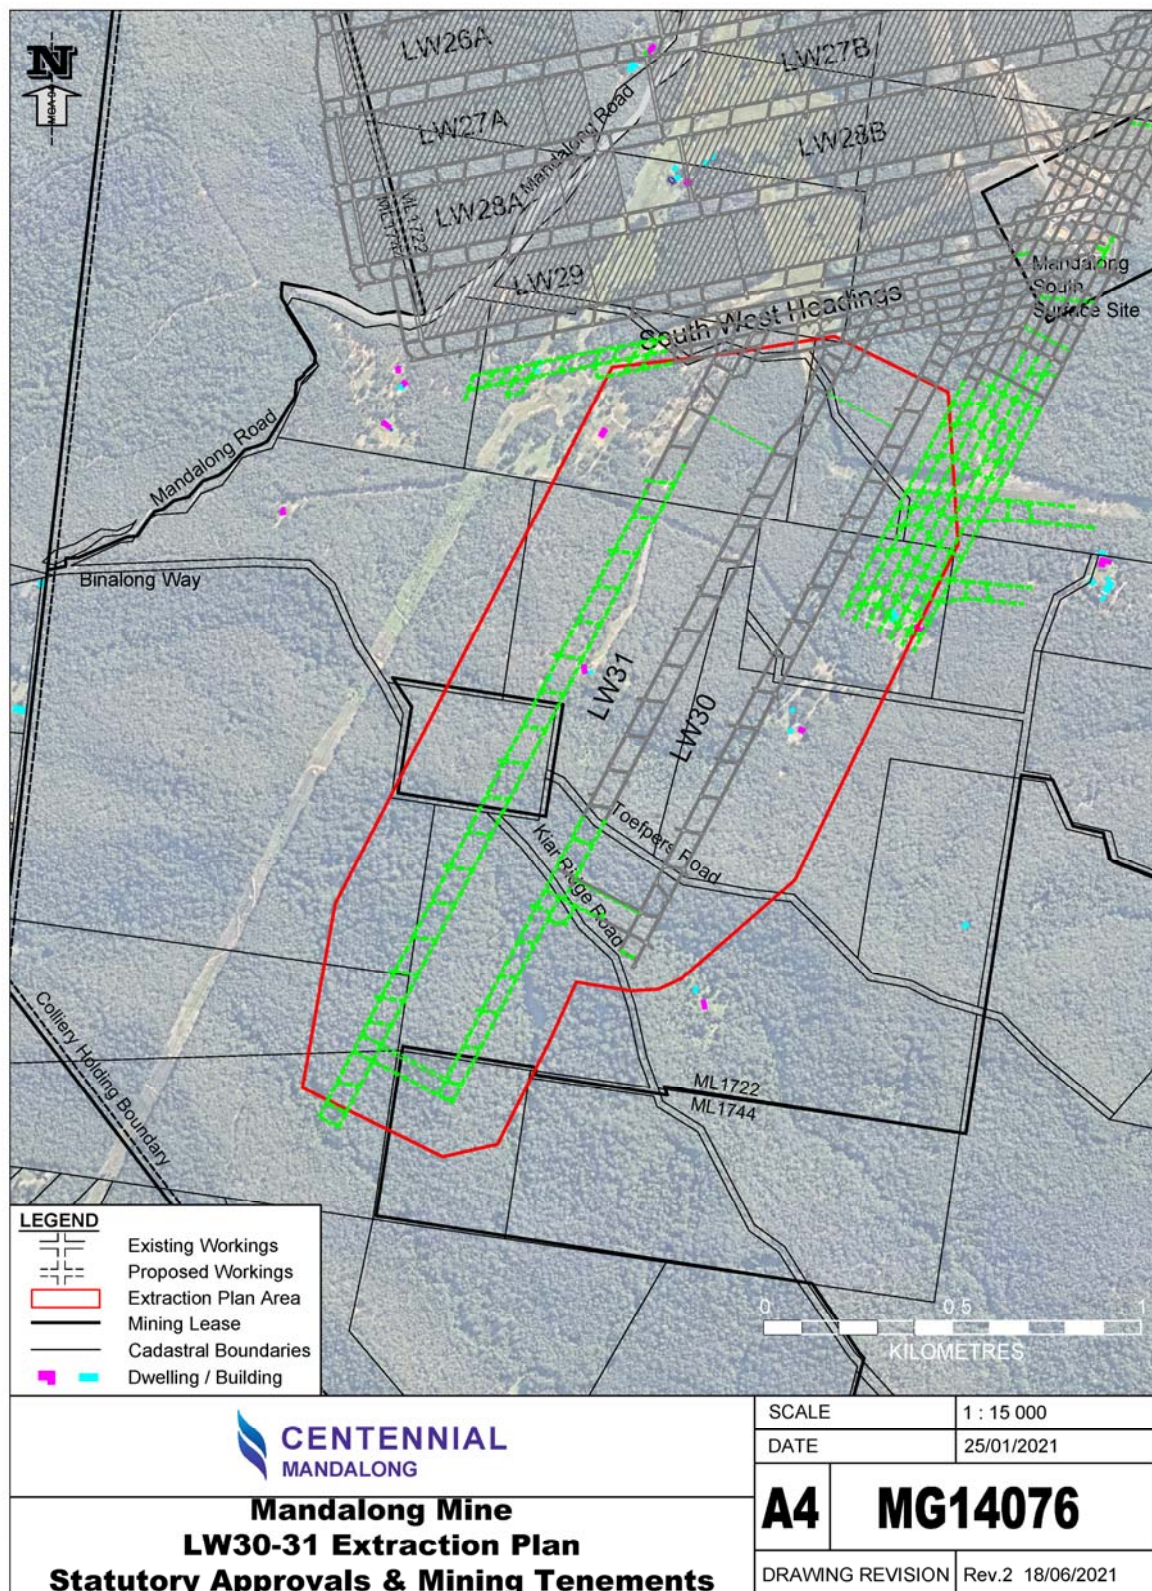 N
MGA 94
LW26A
LW27B
LW27A
Mandalong Road
LW28B
LW28A
ML1722
ML1744
LW29
Mandalong
South
Surface Site
South West Headings
Mandalong Road
Binalong Way
LW31
LW30
Toefpers Road
Kiar Ridge Road
Colliery Holding Boundary
ML1722
ML1744
LEGEND
Existing Workings
Proposed Workings
Extraction Plan Area
Mining Lease
Cadastral Boundaries
Dwelling / Building
0 0.5 1
KILOMETRES
CENTENNIAL
MANDALONG
Mandalong Mine
LW30-31 Extraction Plan
Statutory Approvals & Mining Tenements
SCALE 1 : 15 000
DATE 25/01/2021
A4 MG14076
DRAWING REVISION Rev.2 18/06/2021